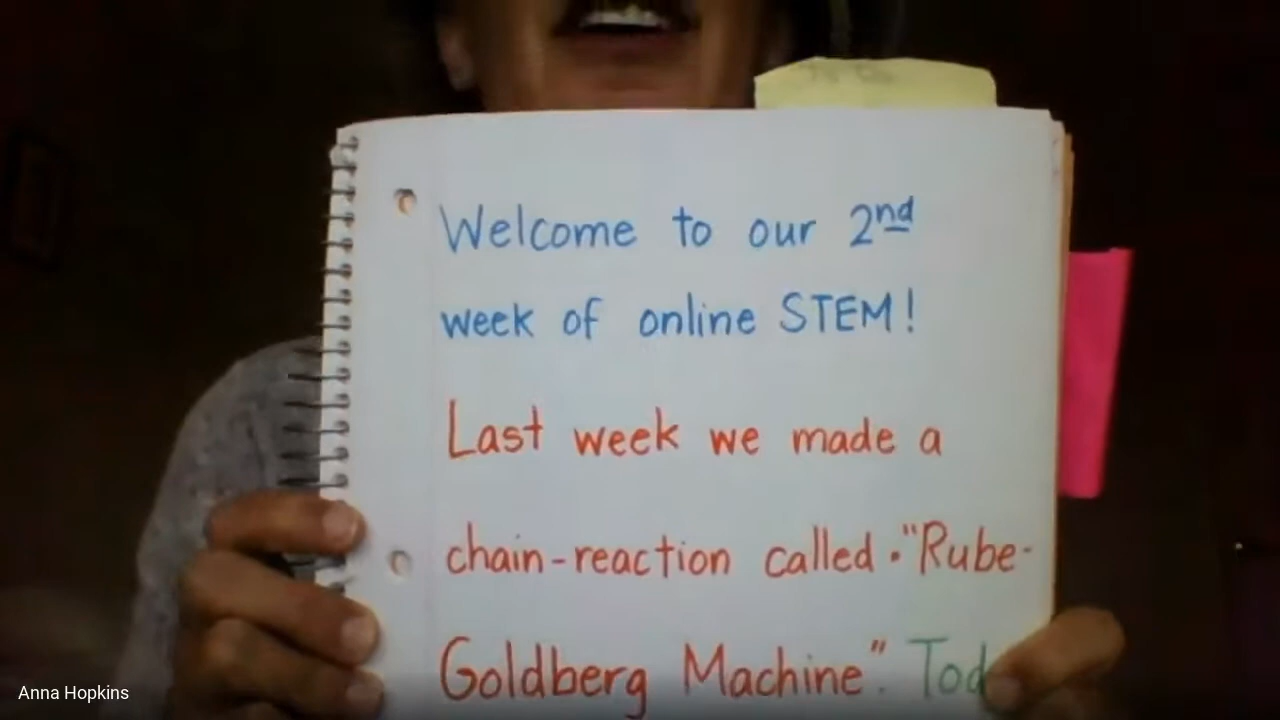 Welcome to our 2nd
week of online STEM!
Last week we made a
chain-reaction called "Rube-
Goldberg Machine". Tod
Anna Hopkins